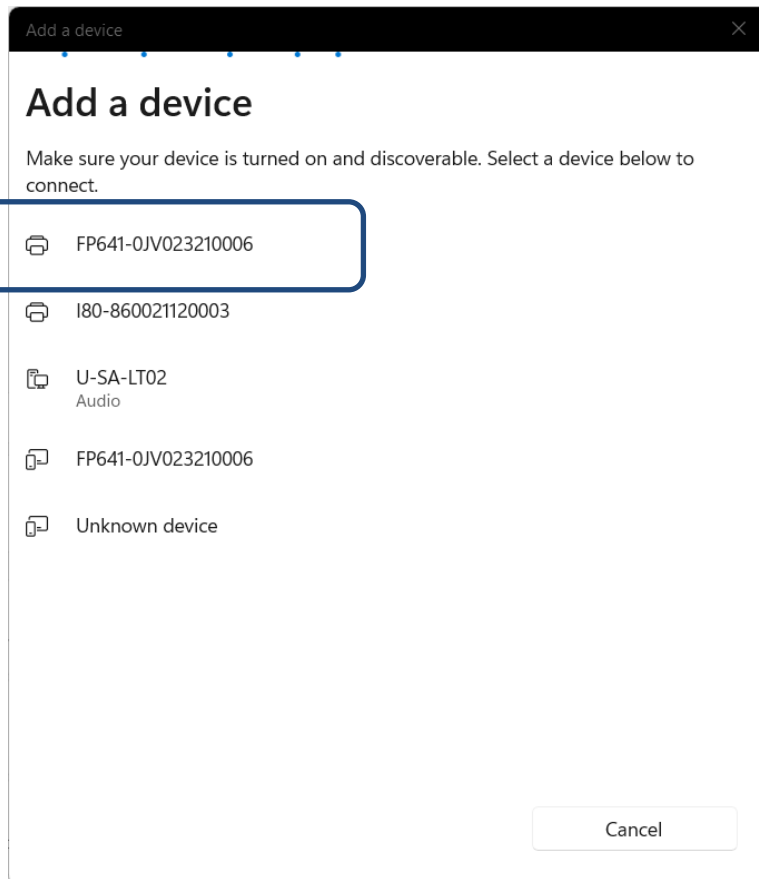 Add a device
Add a device
Make sure your device is turned on and discoverable. Select a device below to
connect.
FP641-0JV023210006
I80-860021120003
U-SA-LT02
Audio
FP641-0JV023210006
Unknown device
Cancel